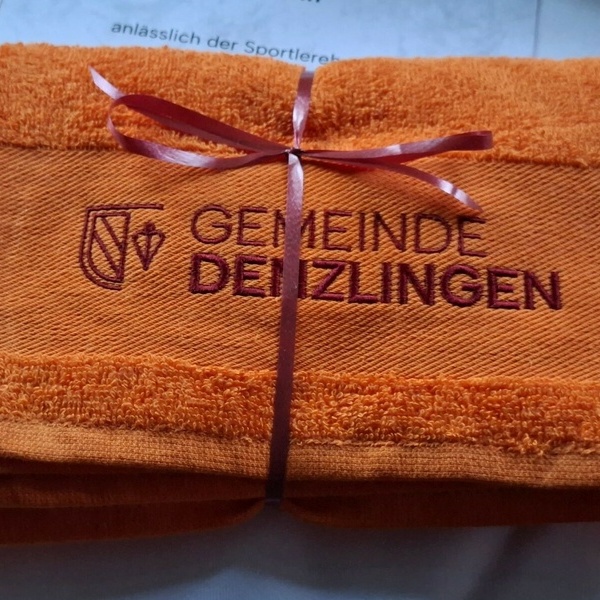 anlässlich der Sportlereh
GEMEINDE
DENZLINGEN